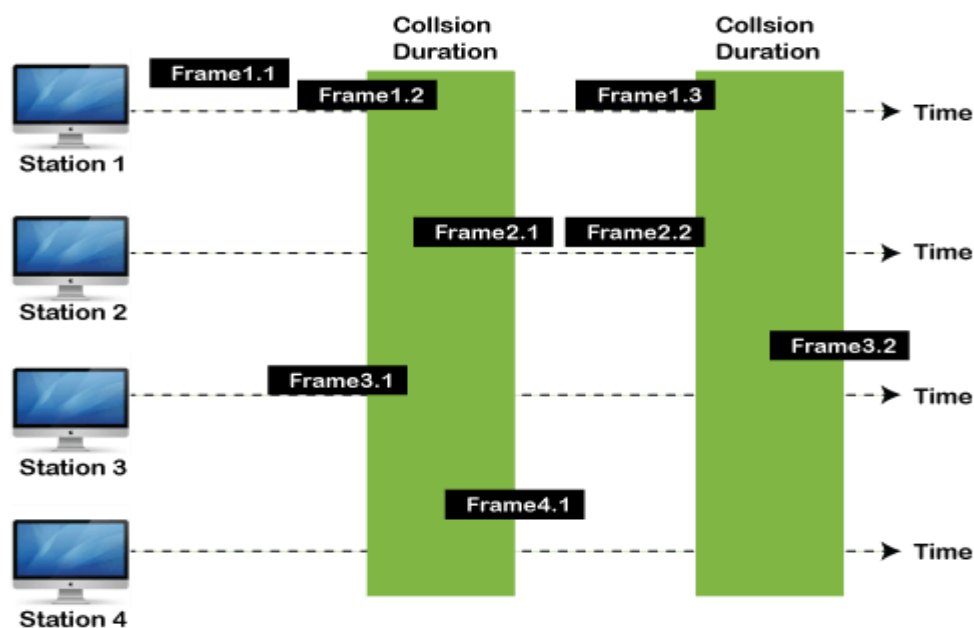 Collsion
Duration
Collsion
Duration
Frame1.1
Frame1.2
Frame1.3
Time
Station 1
Frame2.1
Frame2.2
Time
Station 2
Frame3.2
Frame3.1
Time
Station 3
Frame4.1
Time
Station 4